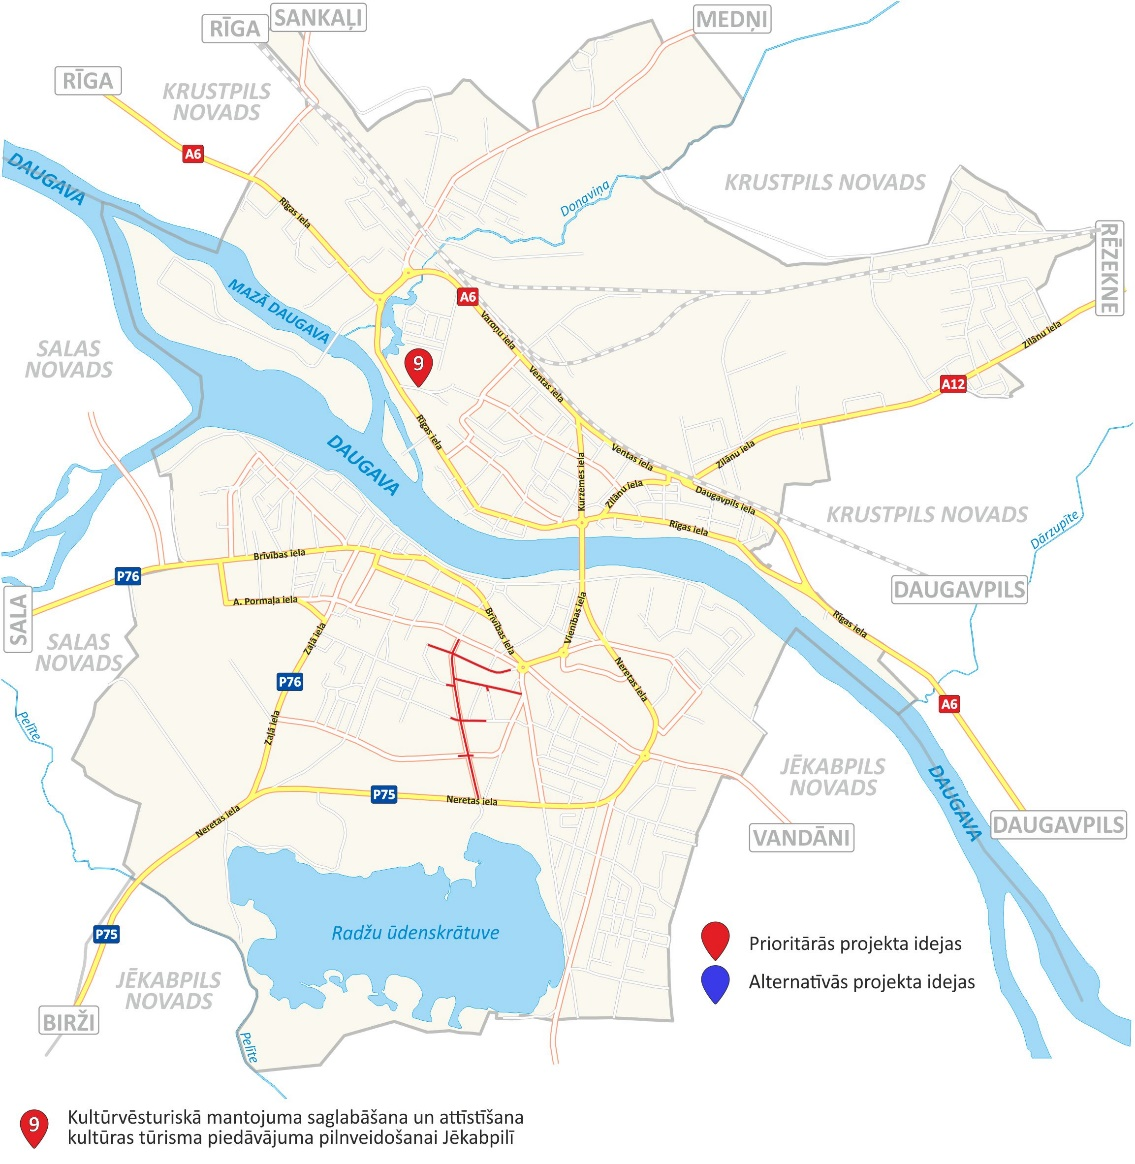 SANKAĻI
MEDŅI
RĪGA
RĪGA
KRUSTPILS
NOVADS
A6
DAUGAVA
KRUSTPILS NOVADS
Donaviņa
Rīgas iela
RĒZEKNE
MAZĀ DAUGAVA
A6
Varoņu iela
Zilānu iela
SALAS
NOVADS
9
Ventas iela
A12
Rīgas iela
DAUGAVA
Ventas iela
Zilānu iela
Kurzemes iela
Zilānu iela
Daugavpils iela
KRUSTPILS NOVADS
Dārzupīte
Rīgas iela
Brīvības iela
P76
DAUGAVPILS
SALA
A. Pormaļa iela
Brīvības iela
Vienības iela
Rīgas iela
Zaļā iela
SALAS
NOVADS
P76
Neretas iela
A6
Pelīte
Zaļā iela
JĒKABPILS
NOVADS
DAUGAVA
P75
Neretas iela
Neretas iela
DAUGAVPILS
VANDĀNI
Radžu ūdenskrātuve
P75
Prioritārās projekta idejas
Alternatīvās projekta idejas
JĒKABPILS
NOVADS
BIRŽI
Pelīte
9
Kultūrvēsturiskā mantojuma saglabāšana un attīstīšana
kultūras tūrisma piedāvājuma pilnveidošanai Jēkabpilī